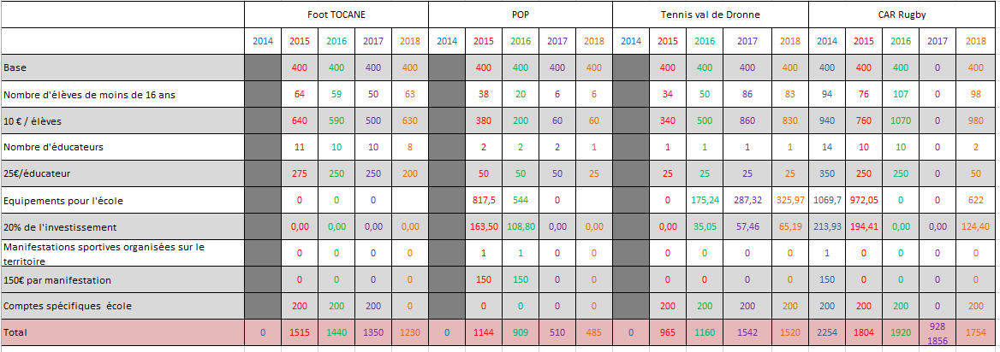 Foot TOCANE POP Tennis val de Dronne CAR Rugby
2014 2015 2016 2017 2018 2014 2015 2016 2017 2018 2014 2015 2016 2017 2018 2014 2015 2016 2017 2018
Base 400 400 400 400 400 400 400 400 400 400 400 400 400 400 400 0 400
Nombre d'élèves de moins de 16 ans 64 59 50 63 38 20 6 6 34 50 86 83 94 76 107 0 98
10 € / élèves 640 590 500 630 380 200 60 60 340 500 860 830 940 760 1070 0 980
Nombre d'éducateurs 11 10 10 8 2 2 2 1 1 1 1 1 14 10 10 0 2
25€/éducateur 275 250 250 200 50 50 50 25 25 25 25 25 350 250 250 0 50
Equipements pour l'école 0 0 0 817,5 544 0 0 175,24 287,32 325,97 1069,7 972,05 0 0 622
20% de l'investissement 0,00 0,00 0,00 0,00 163,50 108,80 0,00 0,00 0,00 35,05 57,46 65,19 213,93 194,41 0,00 0,00 124,40
Manifestations sportives organisées sur le
territoire 0 0 0 0 1 1 0 0 0 0 0 0 1 0 0 0 0
150€ par manifestation 0 0 0 0 150 150 0 0 0 0 0 0 150 0 0 0 0
Comptes spécifiques école 200 200 200 0 0 0 0 0 200 200 200 200 200 200 200 0 200
Total 0 1515 1440 1350 1230 0 1144 909 510 485 0 965 1160 1542 1520 2254 1804 1920 928 1754
1856